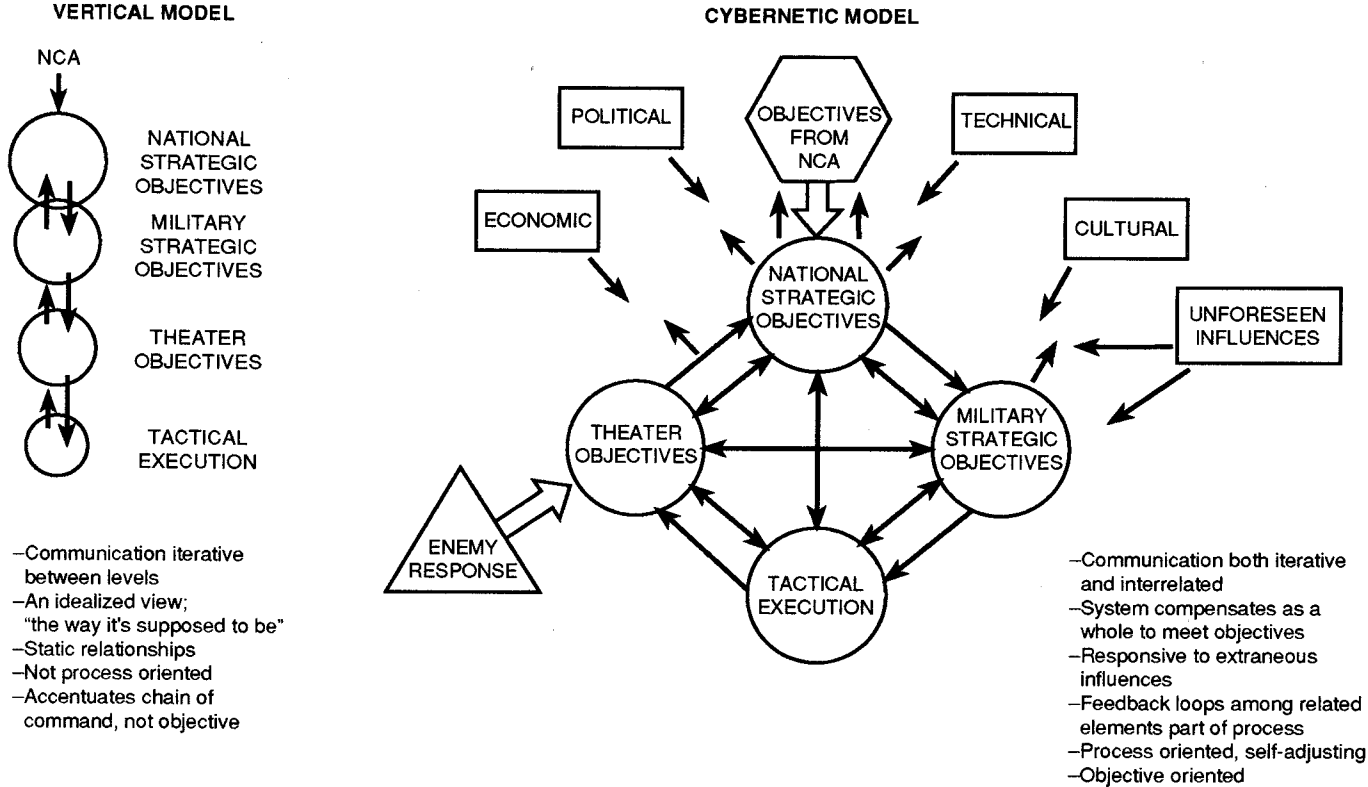 VERTICAL MODEL
NCA
NATIONAL
STRATEGIC
OBJECTIVES
MILITARY
STRATEGIC
OBJECTIVES
THEATER
OBJECTIVES
TACTICAL
EXECUTION
–Communication iterative
between levels
–An idealized view;
"the way it's supposed to be"
–Static relationships
–Not process oriented
–Accentuates chain of
command, not objective
CYBERNETIC MODEL
POLITICAL
OBJECTIVES
FROM
NCA
TECHNICAL
ECONOMIC
CULTURAL
NATIONAL
STRATEGIC
OBJECTIVES
UNFORESEEN
INFLUENCES
THEATER
OBJECTIVES
MILITARY
STRATEGIC
OBJECTIVES
ENEMY
RESPONSE
TACTICAL
EXECUTION
–Communication both iterative
and interrelated
–System compensates as a
whole to meet objectives
–Responsive to extraneous
influences
–Feedback loops among related
elements part of process
–Process oriented, self-adjusting
–Objective oriented